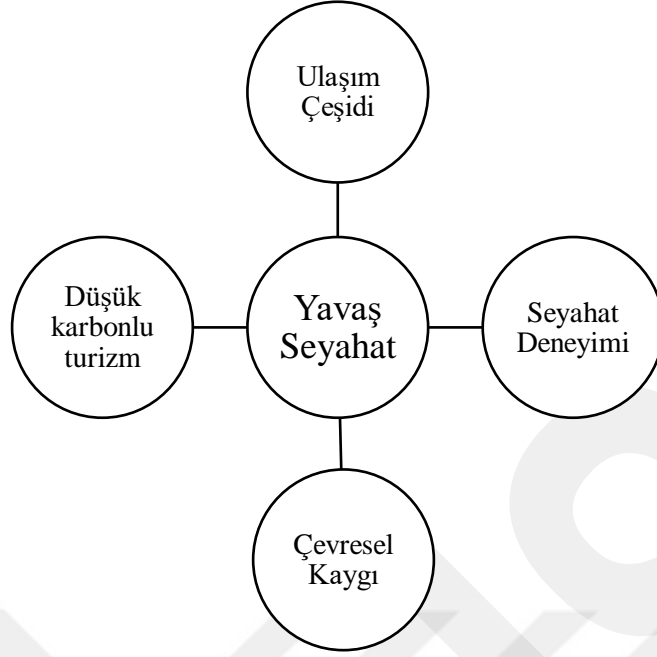 Ulaşım
Çeşidi
Düşük
karbonlu
turizm
Yavaş
Seyahat
Seyahat
Deneyimi
Çevresel
Kaygı